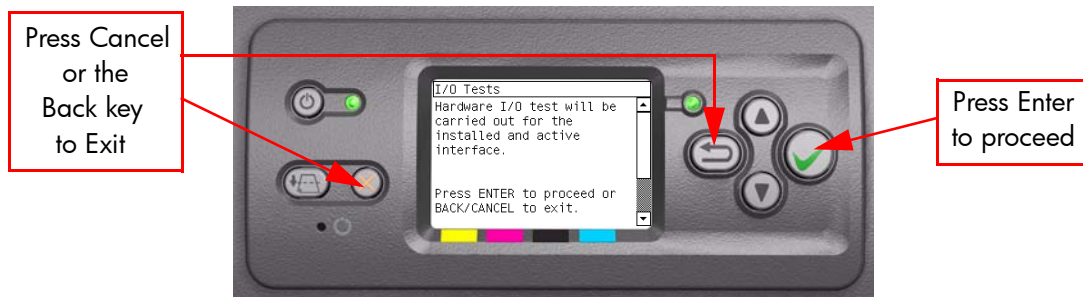 Press Cancel
or the
Back key
to Exit
I/O Tests
Hardware I/O test will be
carried out for the
installed and active
interface.
Press ENTER to proceed or
BACK/CANCEL to exit.
Press Enter
to proceed